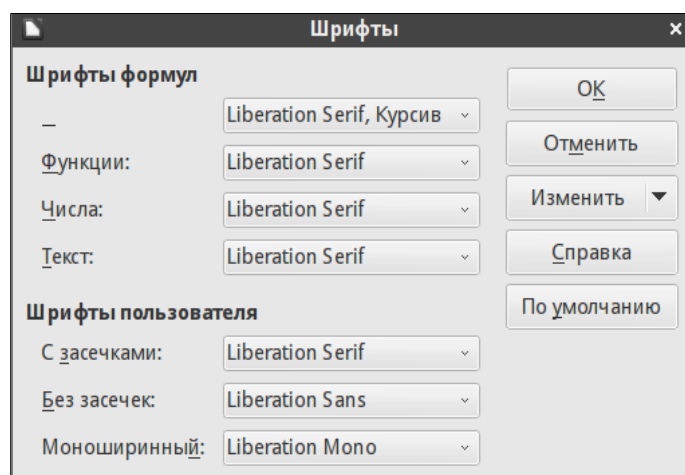 Шрифты
Шрифты формул
_ Liberation Serif, Курсив
Функции: Liberation Serif
Числа: Liberation Serif
Текст: Liberation Serif
Шрифты пользователя
С засечками: Liberation Serif
Без засечек: Liberation Sans
Моноширинный: Liberation Mono
ОК
Отменить
Изменить
Справка
По умолчанию